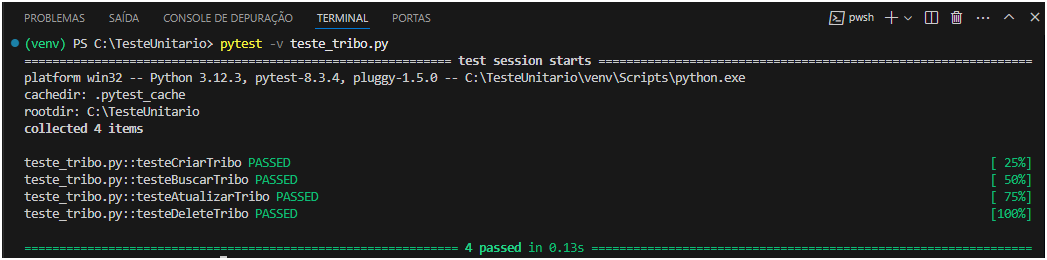 PROBLEMAS SAÍDA CONSOLE DE DEPURAÇÃO TERMINAL PORTAS pwsh
(venv) PS C:\TesteUnitario> pytest -v teste_tribo.py
============================================================= test session starts ==============================================================
platform win32 -- Python 3.12.3, pytest-8.3.4, pluggy-1.5.0 -- C:\TesteUnitario\venv\Scripts\python.exe
cachedir: .pytest_cache
rootdir: C:\TesteUnitario
collected 4 items
teste_tribo.py::testeCriarTribo PASSED [ 25%]
teste_tribo.py::testeBuscarTribo PASSED [ 50%]
teste_tribo.py::testeAtualizarTribo PASSED [ 75%]
teste_tribo.py::testeDeleteTribo PASSED [100%]
============================================================== 4 passed in 0.13s ===============================================================